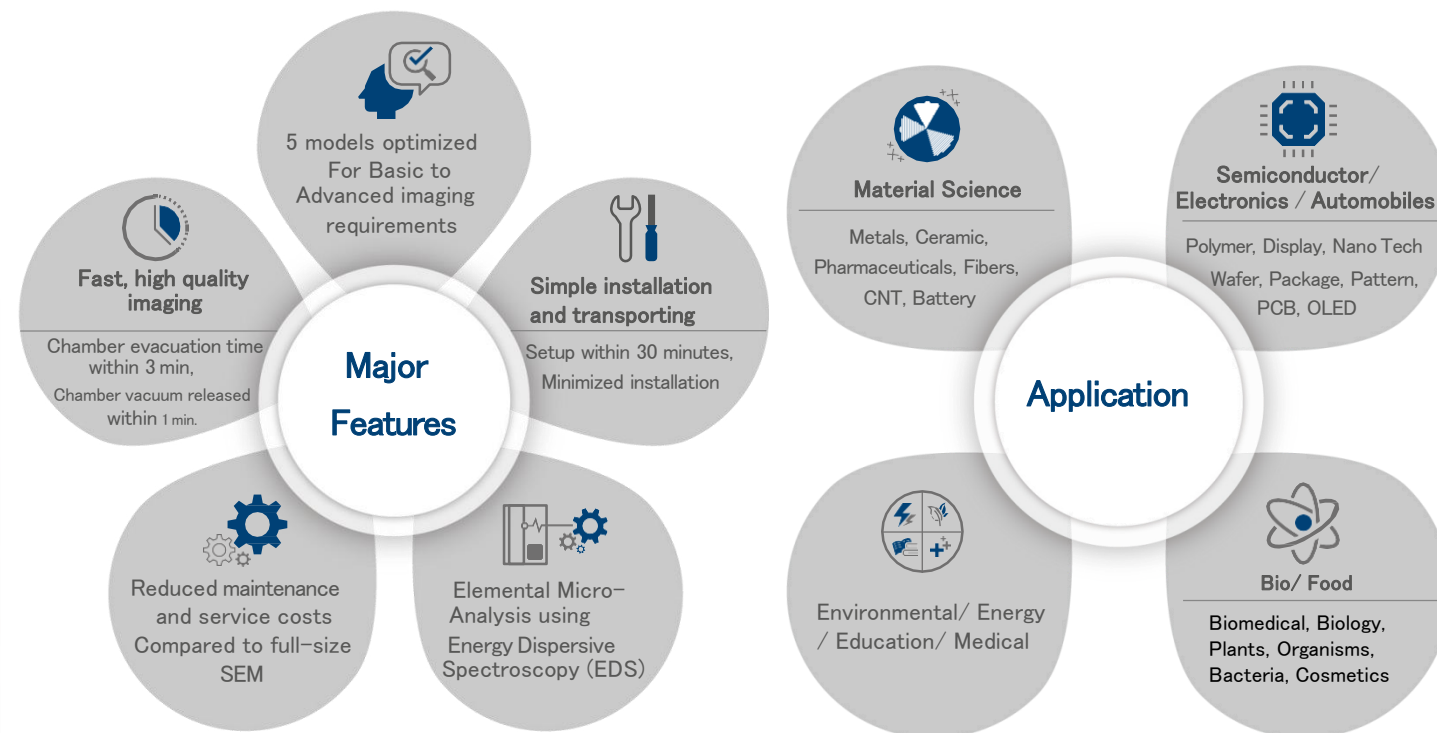 5 models optimized
For Basic to
Advanced imaging
requirements
Fast, high quality
imaging
Chamber evacuation time
within 3 min,
Chamber vacuum released
within 1 min.
Simple installation
and transporting
Setup within 30 minutes,
Minimized installation
Major
Features
Reduced maintenance
and service costs
Compared to full-size
SEM
Elemental Micro-
Analysis using
Energy Dispersive
Spectroscopy (EDS)
Material Science
Metals, Ceramic,
Pharmaceuticals, Fibers,
CNT, Battery
Semiconductor/
Electronics / Automobiles
Polymer, Display, Nano Tech
Wafer, Package, Pattern,
PCB, OLED
Application
Environmental/ Energy
/ Education/ Medical
Bio/ Food
Biomedical, Biology,
Plants, Organisms,
Bacteria, Cosmetics